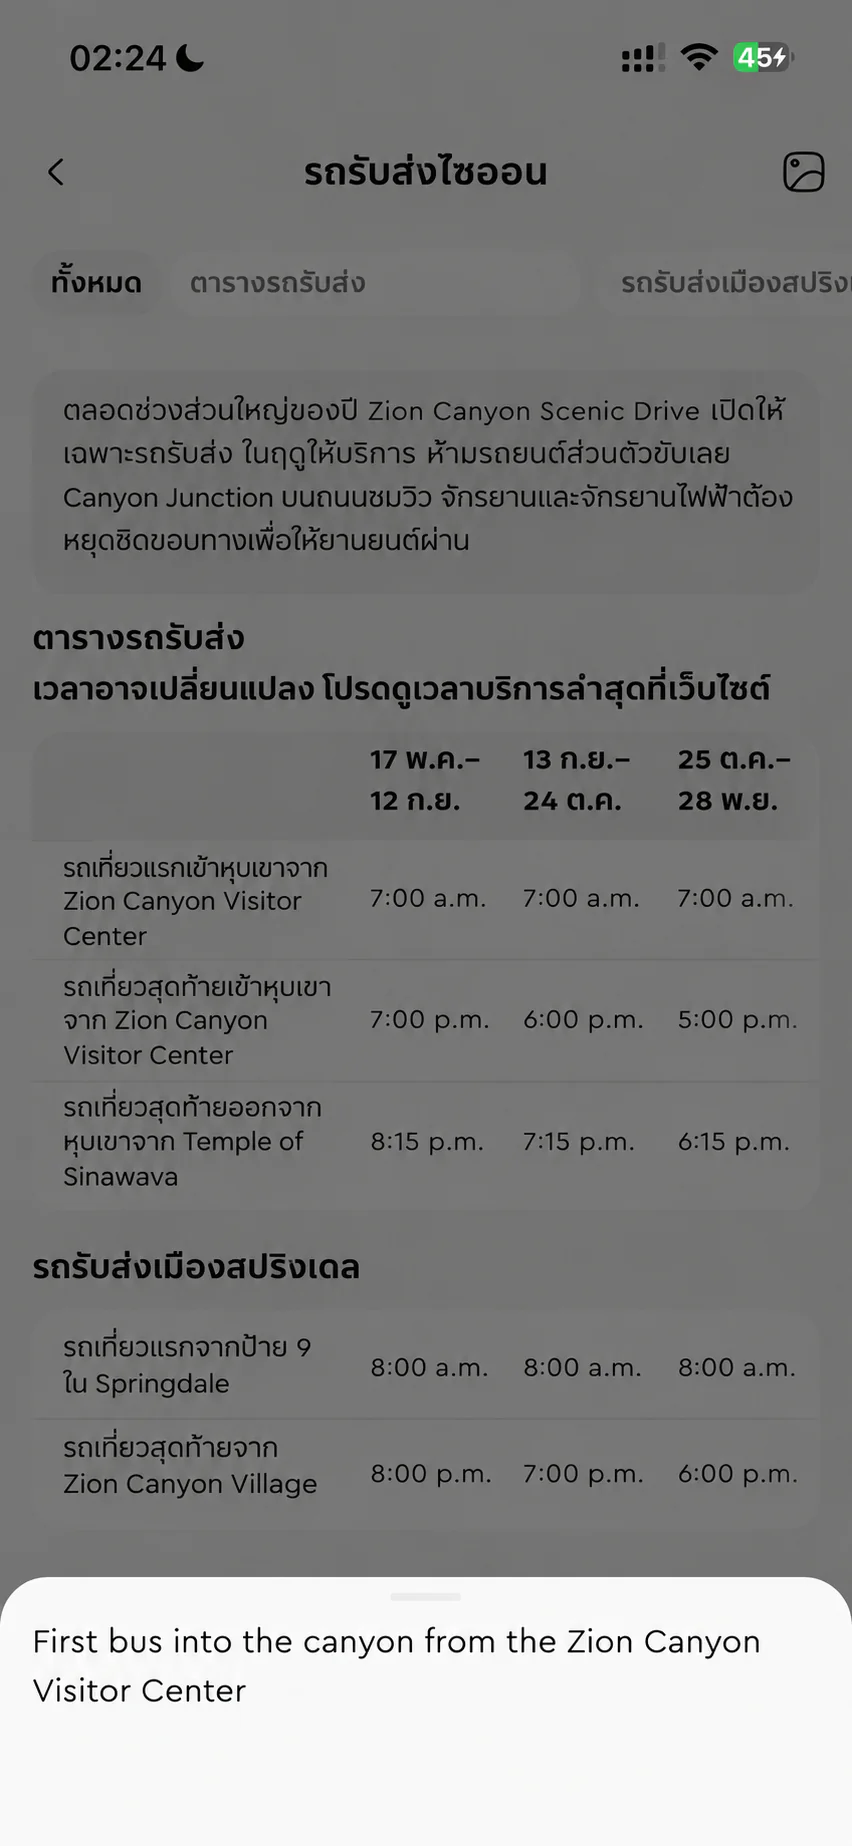 02:24
45
รถรับส่งไซออน
ทั้งหมด
ตารางรถรับส่ง
รถรับส่งเมืองสปริง
ตลอดช่วงส่วนใหญ่ของปี Zion Canyon Scenic Drive เปิดให้
เฉพาะรถรับส่ง ในฤดูให้บริการ ห้ามรถยนต์ส่วนตัวขับเลย
Canyon Junction บนถนนชมวิว จักรยานและจักรยานไฟฟ้าต้อง
หยุดชิดขอบทางเพื่อให้ยานยนต์ผ่าน
ตารางรถรับส่ง
เวลาอาจเปลี่ยนแปลง โปรดดูเวลาบริการล่าสุดที่เว็บไซต์
17 พ.ค.– 13 ก.ย.– 25 ต.ค.–
12 ก.ย. 24 ต.ค. 28 พ.ย.
รถเที่ยวแรกเข้าหุบเขาจาก
Zion Canyon Visitor
Center
7:00 a.m. 7:00 a.m. 7:00 a.m.
รถเที่ยวสุดท้ายเข้าหุบเขา
จาก Zion Canyon
Visitor Center
7:00 p.m. 6:00 p.m. 5:00 p.m.
รถเที่ยวสุดท้ายออกจาก
หุบเขาจาก Temple of
Sinawava
8:15 p.m. 7:15 p.m. 6:15 p.m.
รถรับส่งเมืองสปริงเดล
รถเที่ยวแรกจากป้าย 9
ใน Springdale
8:00 a.m. 8:00 a.m. 8:00 a.m.
รถเที่ยวสุดท้ายจาก
Zion Canyon Village
8:00 p.m. 7:00 p.m. 6:00 p.m.
First bus into the canyon from the Zion Canyon
Visitor Center